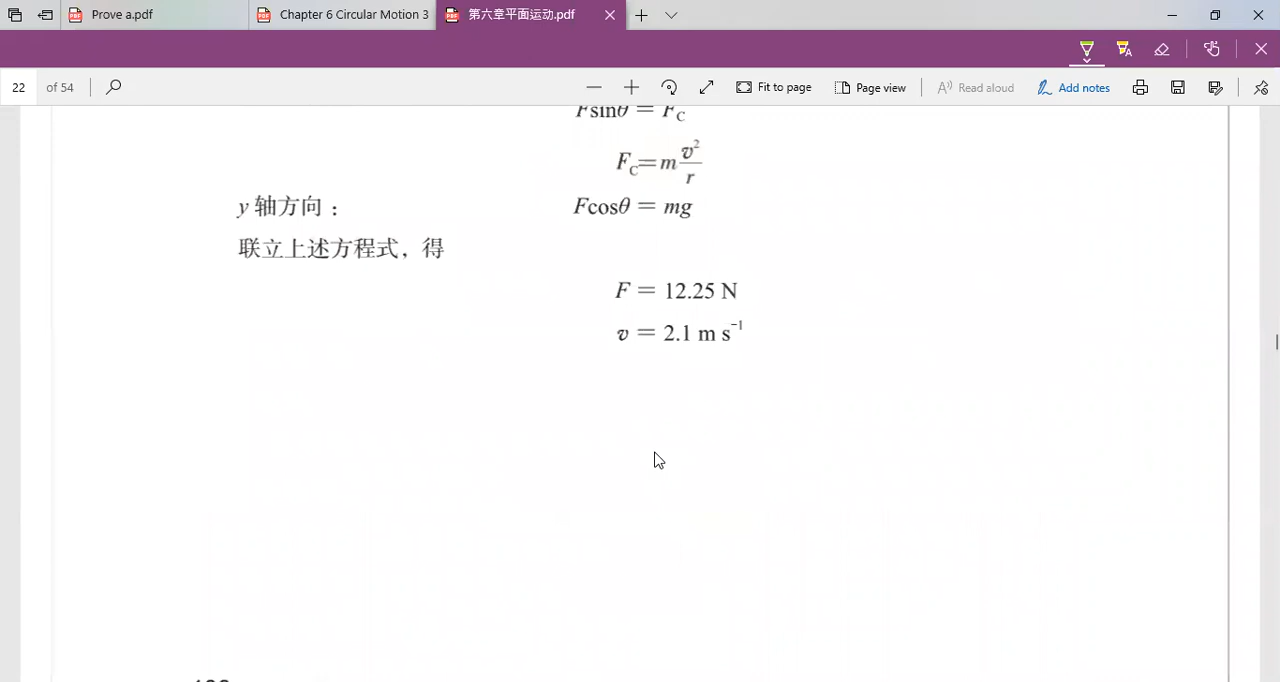 Prove a.pdf
Chapter 6 Circular Motion 3
第六章平面运动.pdf
22 of 54
Fit to page
Page view
Read aloud
Add notes
Fsinθ = F_C
F_C=m v²/r
y 轴方向： Fcosθ = mg
联立上述方程式，得
F = 12.25 N
v = 2.1 m s⁻¹